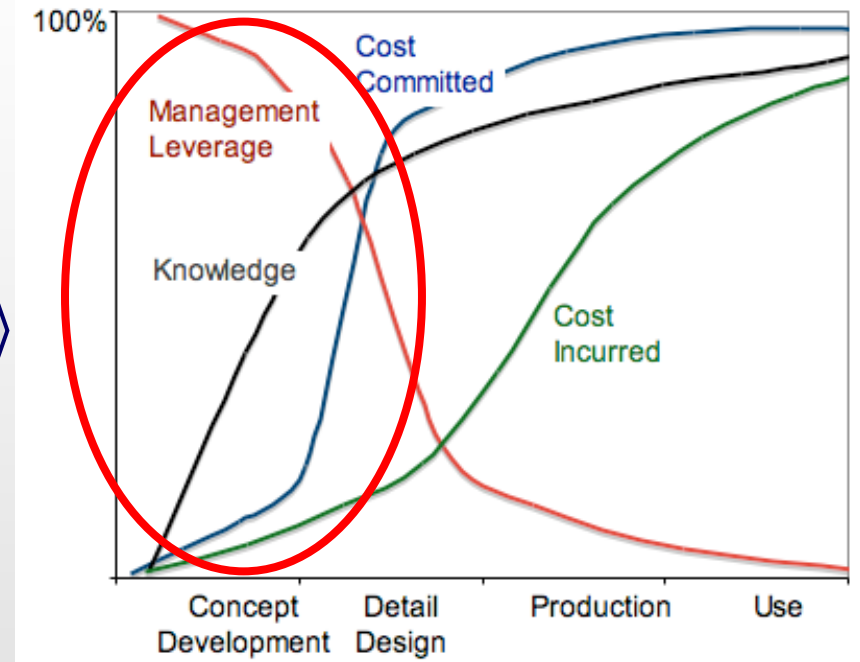 100%
Cost
Committed
Management
Leverage
Knowledge
Cost
Incurred
Concept
Development
Detail
Design
Production
Use